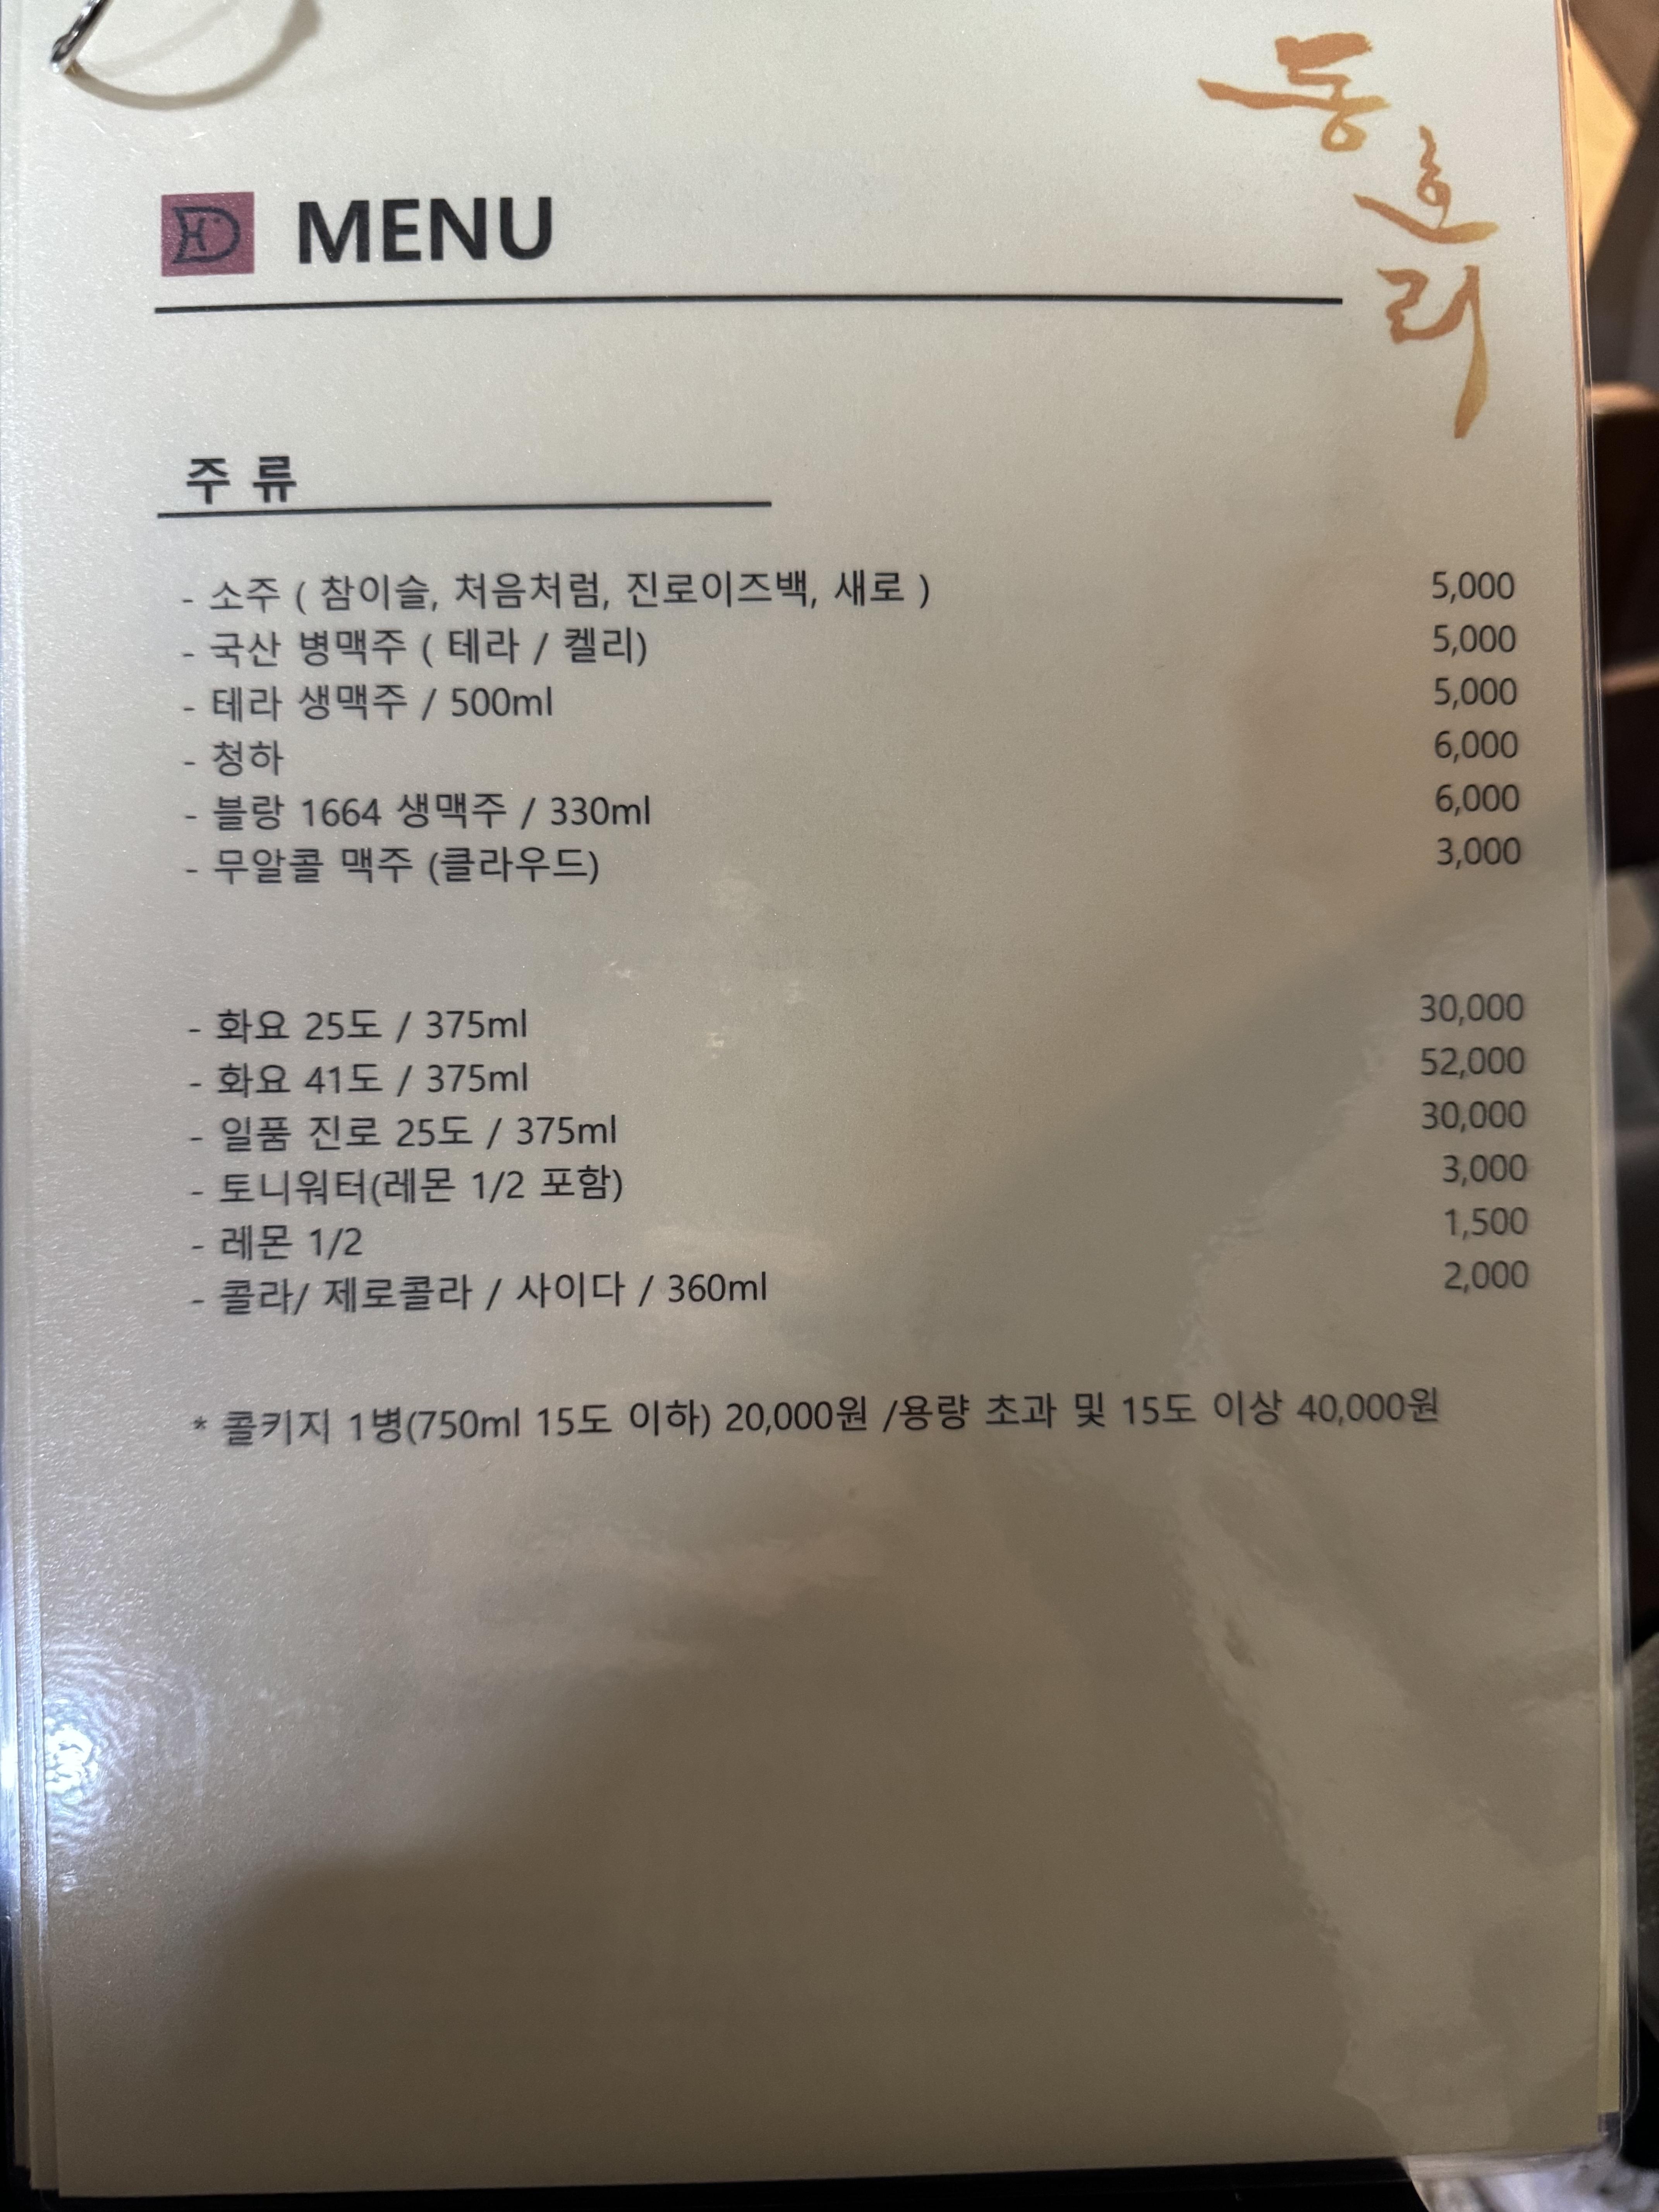 동
호
리
DH
MENU
주 류
- 소주 ( 참이슬, 처음처럼, 진로이즈백, 새로 ) 5,000
- 국산 병맥주 ( 테라 / 켈리) 5,000
- 테라 생맥주 / 500ml 5,000
- 청하 6,000
- 블랑 1664 생맥주 / 330ml 6,000
- 무알콜 맥주 (클라우드) 3,000
- 화요 25도 / 375ml 30,000
- 화요 41도 / 375ml 52,000
- 일품 진로 25도 / 375ml 30,000
- 토니워터(레몬 1/2 포함) 3,000
- 레몬 1/2 1,500
- 콜라/ 제로콜라 / 사이다 / 360ml 2,000
* 콜키지 1병(750ml 15도 이하) 20,000원 /용량 초과 및 15도 이상 40,000원